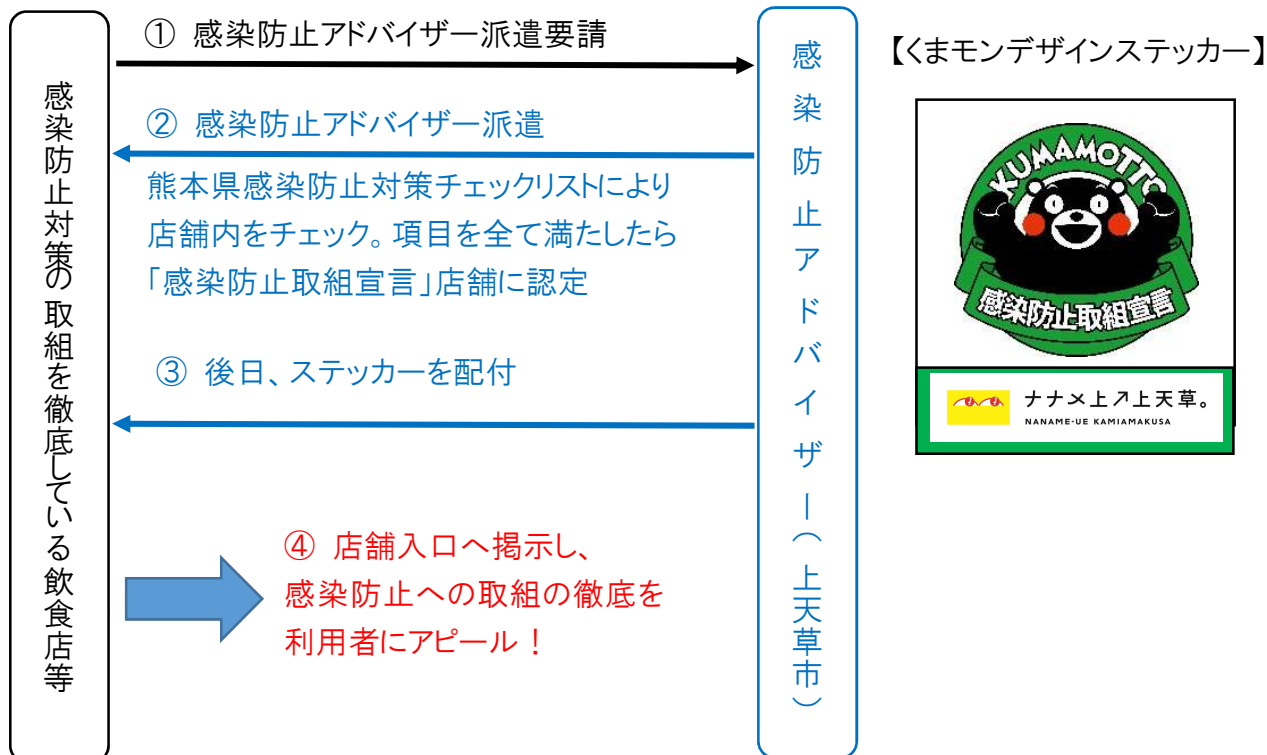 感染防止対策の取組を徹底している飲食店等
① 感染防止アドバイザー派遣要請
② 感染防止アドバイザー派遣
熊本県感染防止対策チェックリストにより
店舗内をチェック。項目を全て満たしたら
「感染防止取組宣言」店舗に認定
③ 後日、ステッカーを配付
④ 店舗入口へ掲示し、
感染防止への取組の徹底を
利用者にアピール！
感染防止アドバイザー（上天草市）
【くまモンデザインステッカー】
KUMAMOTTO
感染防止取組宣言
ナナメ上↗上天草。
NANAME-UE KAMIAMAKUSA